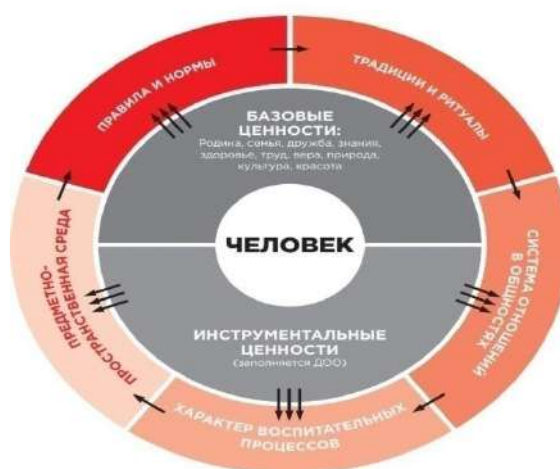 ПРАВИЛА И НОРМЫ
ТРАДИЦИИ И РИТУАЛЫ
БАЗОВЫЕ
ЦЕННОСТИ:
Родина, семья, дружба, знания,
здоровье, труд, вера, природа,
культура, красота
ЧЕЛОВЕК
ИНСТРУМЕНТАЛЬНЫЕ
ЦЕННОСТИ
(заполняется ДОО)
СИСТЕМА ОТНОШЕНИЙ
В ОБЩНОСТЯХ
ХАРАКТЕР ВОСПИТАТЕЛЬНЫХ
ПРОЦЕССОВ
ПРЕДМЕТНО-
ПРОСТРАНСТВЕННАЯ СРЕДА